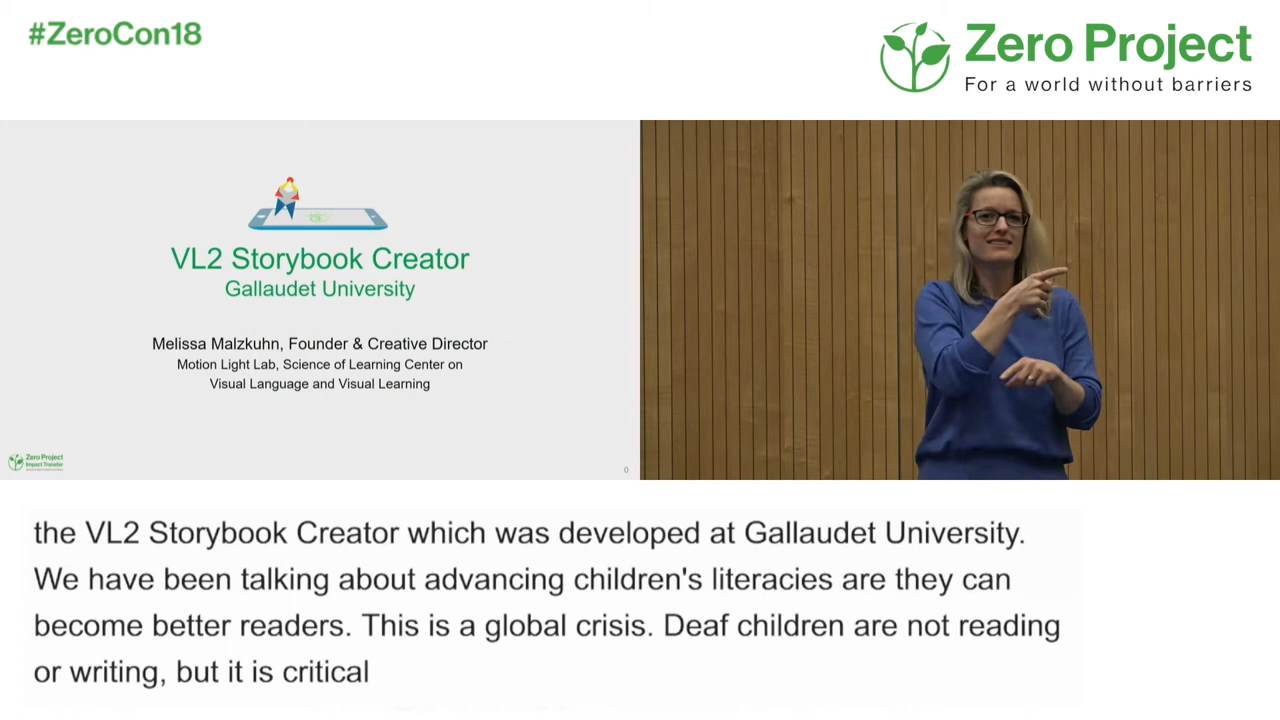 #ZeroCon18
Zero Project
For a world without barriers
VL2 Storybook Creator
Gallaudet University
Melissa Malzkuhn, Founder & Creative Director
Motion Light Lab, Science of Learning Center on
Visual Language and Visual Learning
Zero Project
Impact Transfer
0
the VL2 Storybook Creator which was developed at Gallaudet University.
We have been talking about advancing children's literacies are they can
become better readers. This is a global crisis. Deaf children are not reading
or writing, but it is critical